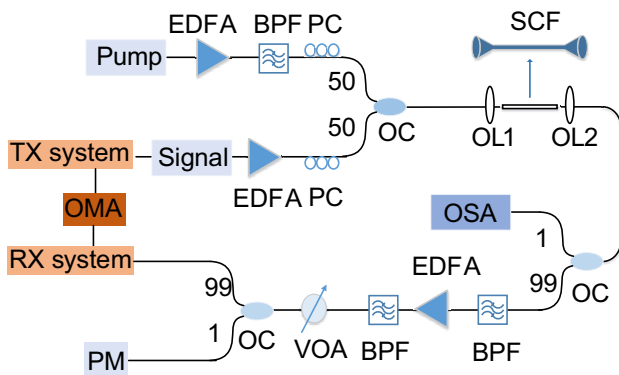 EDFA BPF PC
SCF
Pump
50
50
OC
OL1
OL2
TX system
Signal
EDFA PC
OMA
OSA
1
RX system
EDFA
99
OC
99
1
OC
VOA
BPF
BPF
PM